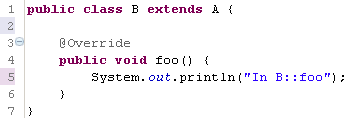 1 public class B extends A {
2
3 @Override
4 public void foo() {
5 System.out.println("In B::foo");
6 }
7 }